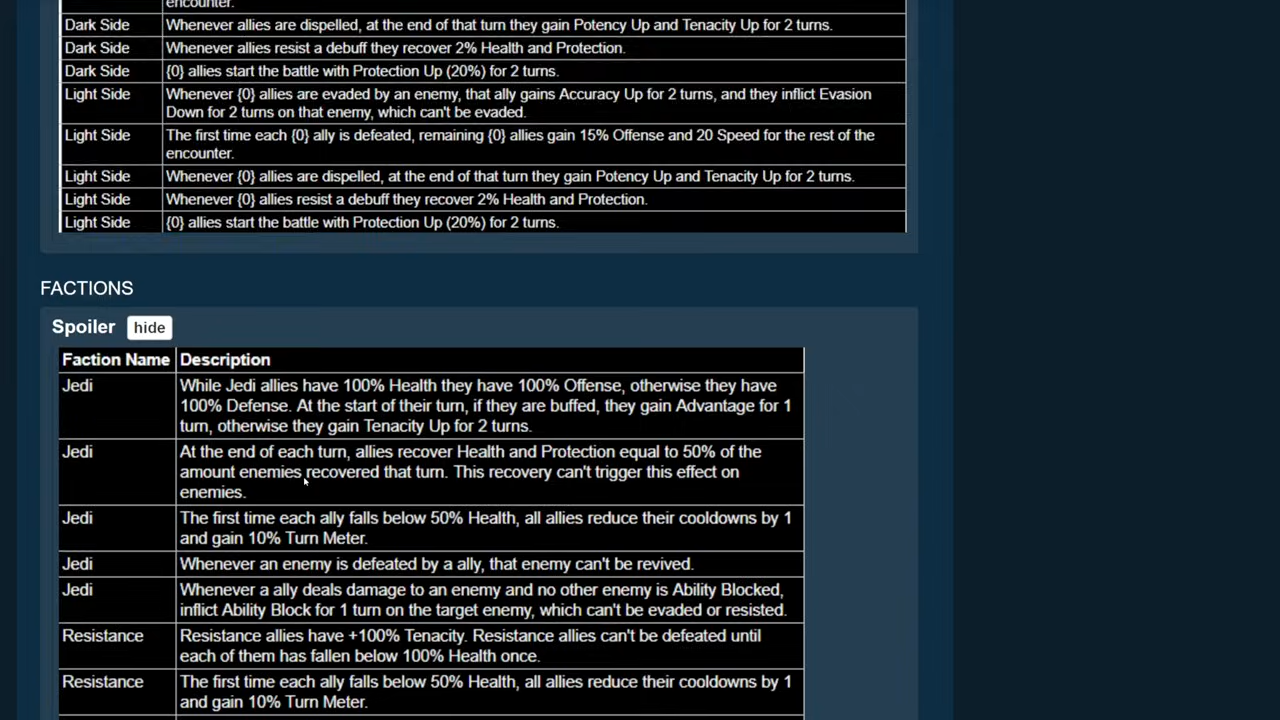 encounter.
Dark Side Whenever allies are dispelled, at the end of that turn they gain Potency Up and Tenacity Up for 2 turns.
Dark Side Whenever allies resist a debuff they recover 2% Health and Protection.
Dark Side {0} allies start the battle with Protection Up (20%) for 2 turns.
Light Side Whenever {0} allies are evaded by an enemy, that ally gains Accuracy Up for 2 turns, and they inflict Evasion
Down for 2 turns on that enemy, which can't be evaded.
Light Side The first time each {0} ally is defeated, remaining {0} allies gain 15% Offense and 20 Speed for the rest of the
encounter.
Light Side Whenever {0} allies are dispelled, at the end of that turn they gain Potency Up and Tenacity Up for 2 turns.
Light Side Whenever {0} allies resist a debuff they recover 2% Health and Protection.
Light Side {0} allies start the battle with Protection Up (20%) for 2 turns.
FACTIONS
Spoiler hide
Faction Name Description
Jedi While Jedi allies have 100% Health they have 100% Offense, otherwise they have
100% Defense. At the start of their turn, if they are buffed, they gain Advantage for 1
turn, otherwise they gain Tenacity Up for 2 turns.
Jedi At the end of each turn, allies recover Health and Protection equal to 50% of the
amount enemies recovered that turn. This recovery can't trigger this effect on
enemies.
Jedi The first time each ally falls below 50% Health, all allies reduce their cooldowns by 1
and gain 10% Turn Meter.
Jedi Whenever an enemy is defeated by a ally, that enemy can't be revived.
Jedi Whenever a ally deals damage to an enemy and no other enemy is Ability Blocked,
inflict Ability Block for 1 turn on the target enemy, which can't be evaded or resisted.
Resistance Resistance allies have +100% Tenacity. Resistance allies can't be defeated until
each of them has fallen below 100% Health once.
Resistance The first time each ally falls below 50% Health, all allies reduce their cooldowns by 1
and gain 10% Turn Meter.